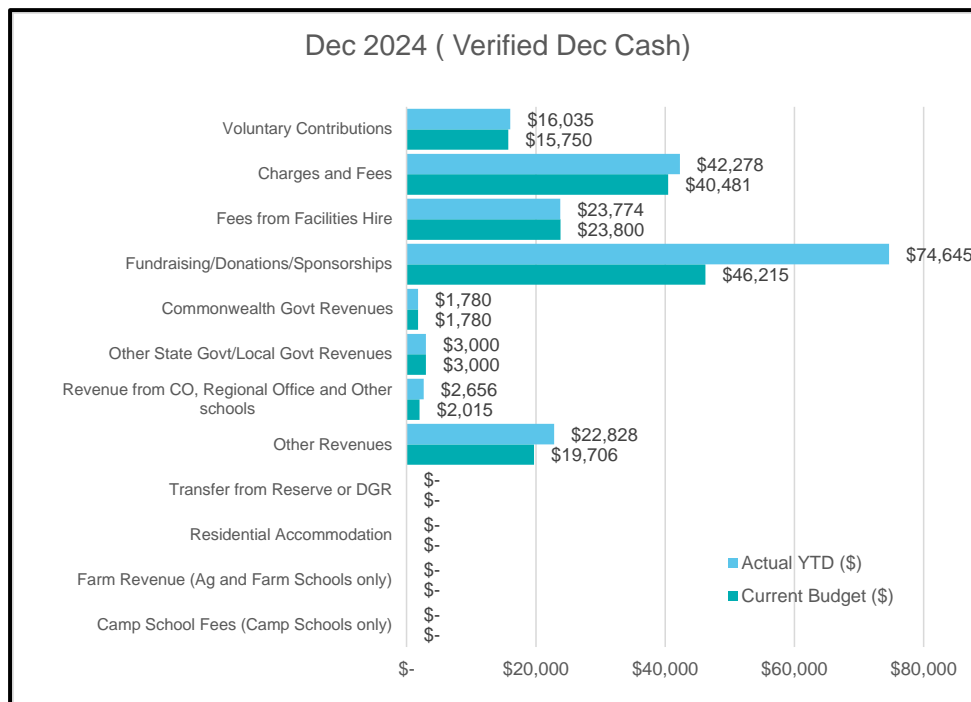 Dec 2024 ( Verified Dec Cash)
Voluntary Contributions
$16,035
$15,750
Charges and Fees
$42,278
$40,481
Fees from Facilities Hire
$23,774
$23,800
Fundraising/Donations/Sponsorships
$74,645
$46,215
Commonwealth Govt Revenues
$1,780
$1,780
Other State Govt/Local Govt Revenues
$3,000
$3,000
Revenue from CO, Regional Office and Other
schools
$2,656
$2,015
Other Revenues
$22,828
$19,706
Transfer from Reserve or DGR
$-
$-
Residential Accommodation
$-
$-
Farm Revenue (Ag and Farm Schools only)
$-
$-
Camp School Fees (Camp Schools only)
$-
$-
Actual YTD ($)
Current Budget ($)
$- $20,000 $40,000 $60,000 $80,000